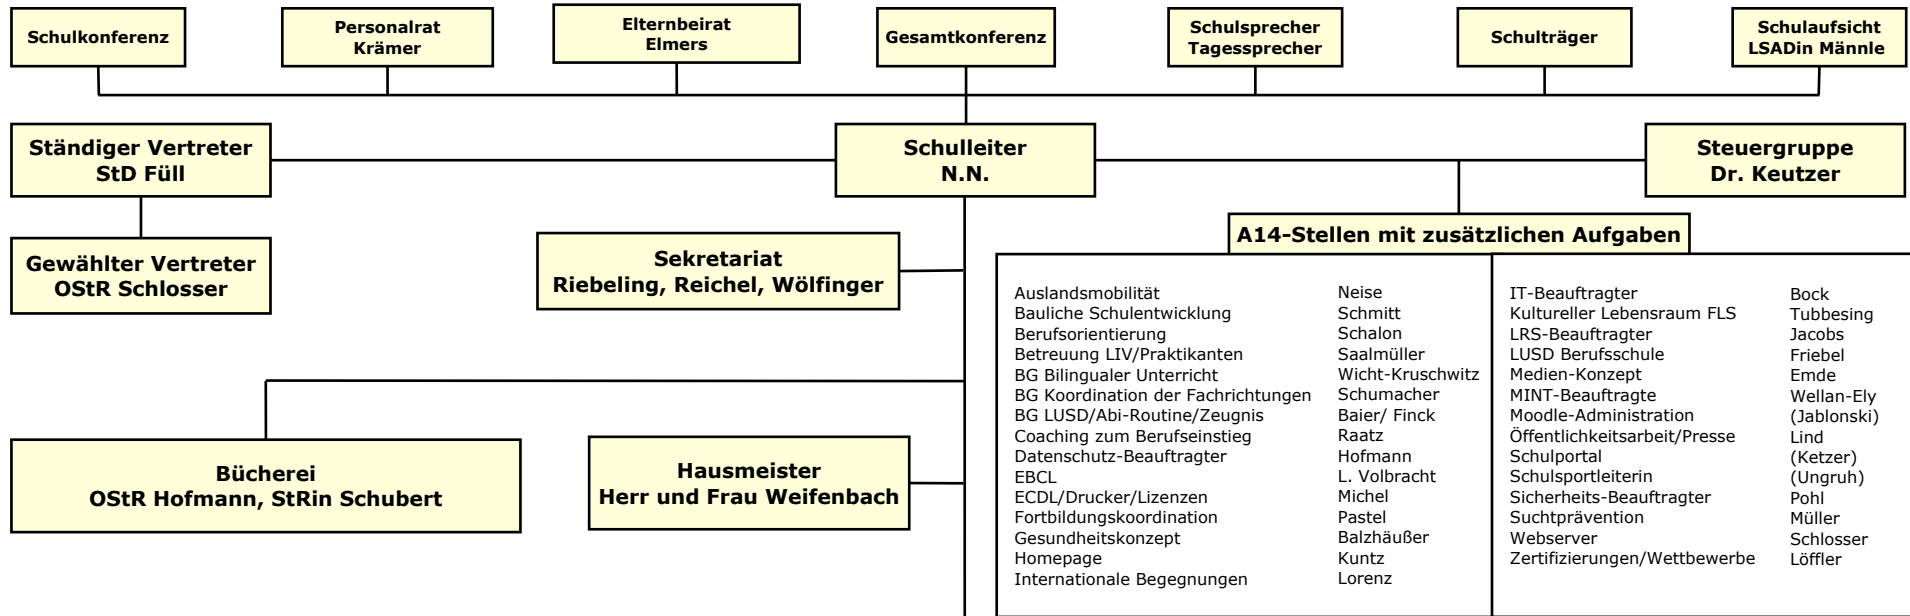 Schulkonferenz
Personalrat
Krämer
Elternbeirat
Elmers
Gesamtkonferenz
Schulsprecher
Tagessprecher
Schulträger
Schulaufsicht
LSADin Männle
Ständiger Vertreter
StD Füll
Schulleiter
N.N.
Steuergruppe
Dr. Keutzer
Gewählter Vertreter
OStR Schlosser
Sekretariat
Riebeling, Reichel, Wölfinger
A14-Stellen mit zusätzlichen Aufgaben
Auslandsmobilität Neise
Bauliche Schulentwicklung Schmitt
Berufsorientierung Schalon
Betreuung LIV/Praktikanten Saalmüller
BG Bilingualer Unterricht Wicht-Kruschwitz
BG Koordination der Fachrichtungen Schumacher
BG LUSD/Abi-Routine/Zeugnis Baier/ Finck
Coaching zum Berufseinstieg Raatz
Datenschutz-Beauftragter Hofmann
EBCL L. Volbracht
ECDL/Drucker/Lizenzen Michel
Fortbildungskoordination Pastel
Gesundheitskonzept Balzhäußer
Homepage Kuntz
Internationale Begegnungen Lorenz
IT-Beauftragter Bock
Kultureller Lebensraum FLS Tubbesing
LRS-Beauftragter Jacobs
LUSD Berufsschule Friebel
Medien-Konzept Emde
MINT-Beauftragte Wellan-Ely
Moodle-Administration (Jablonski)
Öffentlichkeitsarbeit/Presse Lind
Schulportal (Ketzer)
Schulsportleiterin (Ungruh)
Sicherheits-Beauftragter Pohl
Suchtprävention Müller
Webserver Schlosser
Zertifizierungen/Wettbewerbe Löffler
Bücherei
OStR Hofmann, StRin Schubert
Hausmeister
Herr und Frau Weifenbach